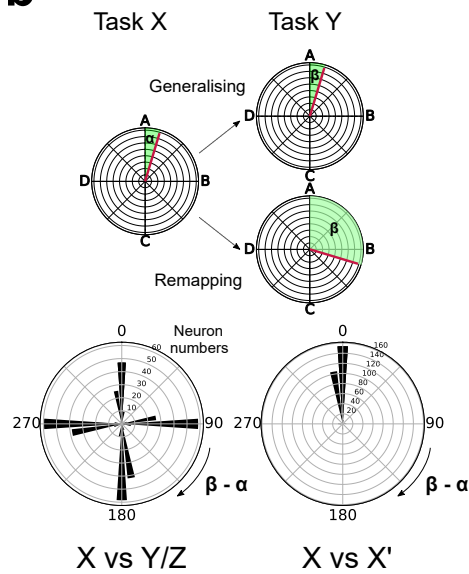 b
Task X
Task Y
Generalising
A
β
D
B
C
A
α
D
B
C
A
β
D
B
C
Remapping
Neuron
numbers
0
60
50
40
30
20
10
270
90
180
β - α
0
160
140
120
100
80
60
40
20
270
90
180
β - α
X vs Y/Z
X vs X'